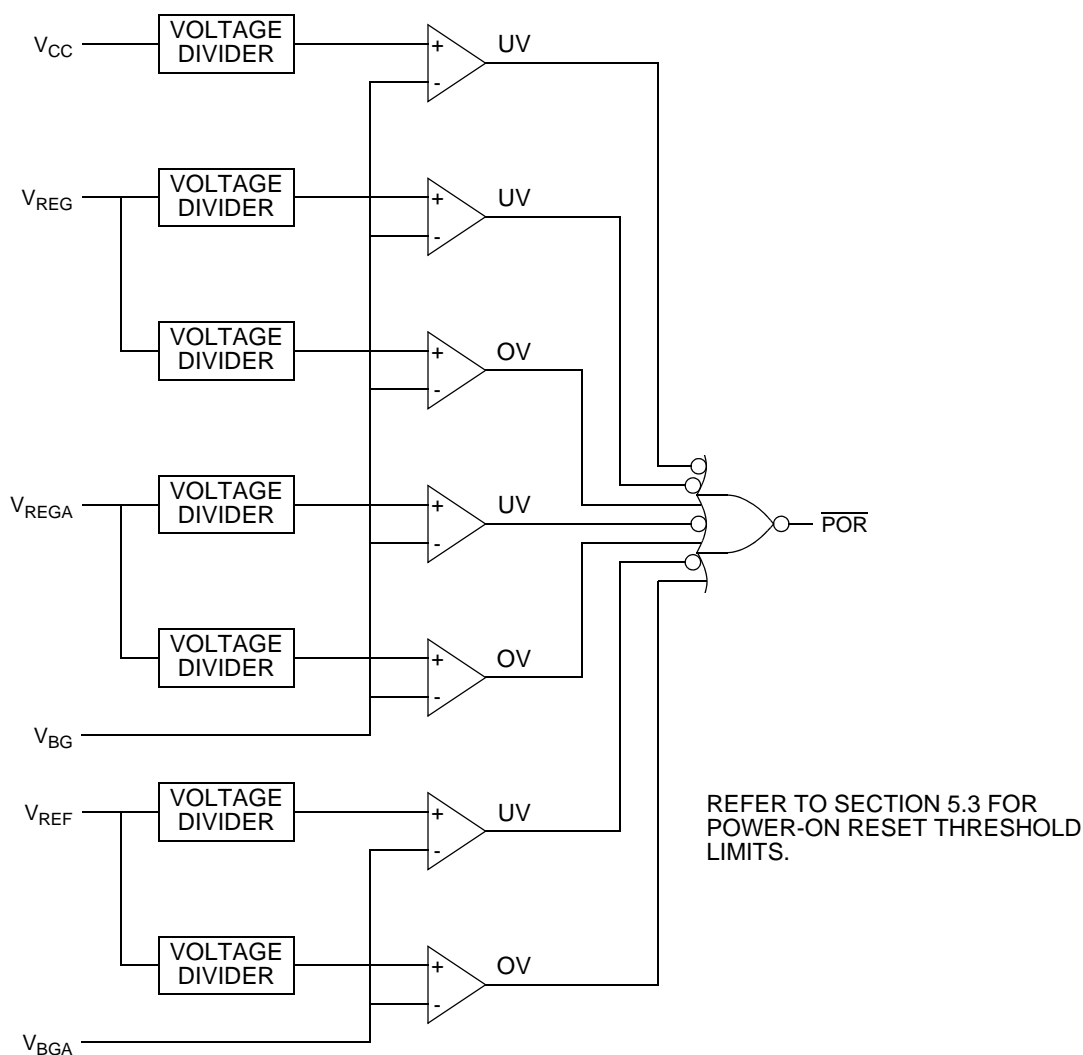 VCC
VOLTAGE
DIVIDER
+
-
UV
VREG
VOLTAGE
DIVIDER
+
-
UV
VOLTAGE
DIVIDER
+
-
OV
VREGA
VOLTAGE
DIVIDER
+
-
UV
POR
VOLTAGE
DIVIDER
+
-
OV
VBG
VREF
VOLTAGE
DIVIDER
+
-
UV
REFER TO SECTION 5.3 FOR
POWER-ON RESET THRESHOLD
LIMITS.
VOLTAGE
DIVIDER
+
-
OV
VBGA